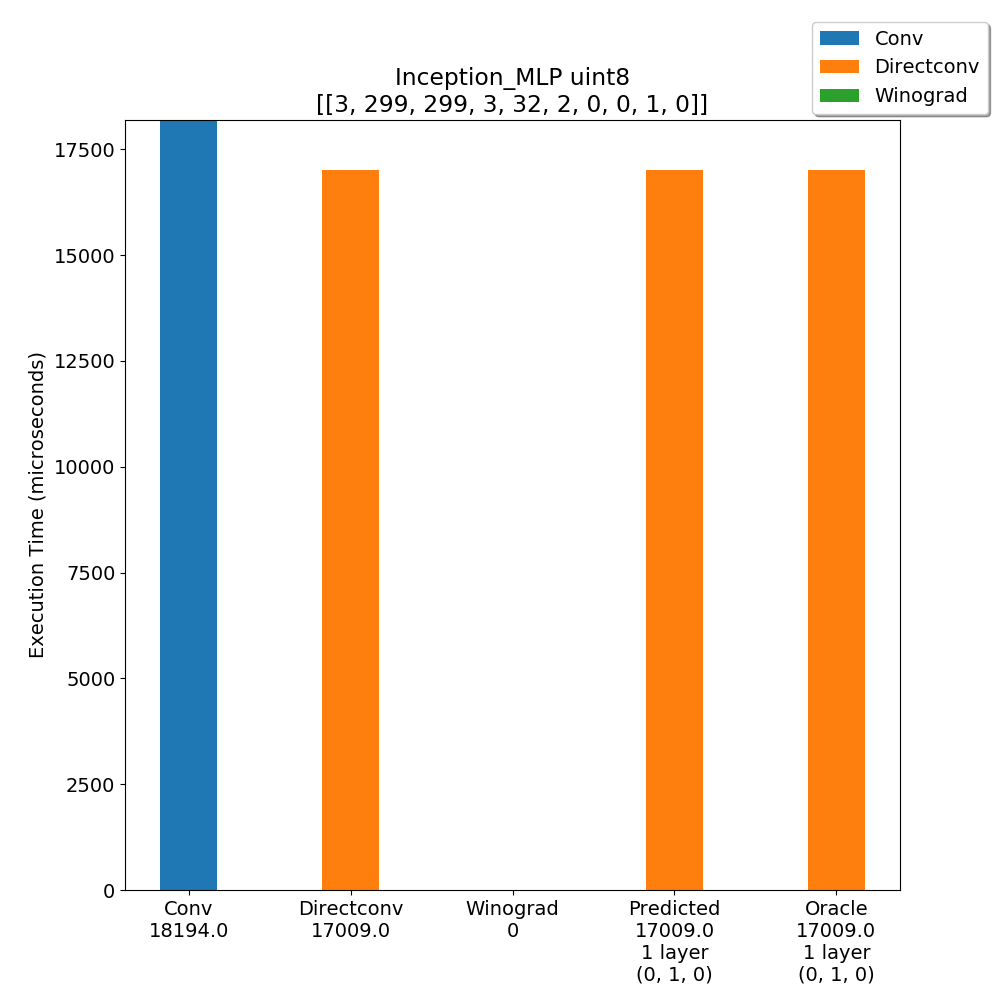 Conv
Directconv
Winograd
Inception_MLP uint8
[[3, 299, 299, 3, 32, 2, 0, 0, 1, 0]]
Execution Time (microseconds)
17500
15000
12500
10000
7500
5000
2500
0
Conv
18194.0
Directconv
17009.0
Winograd
0
Predicted
17009.0
1 layer
(0, 1, 0)
Oracle
17009.0
1 layer
(0, 1, 0)